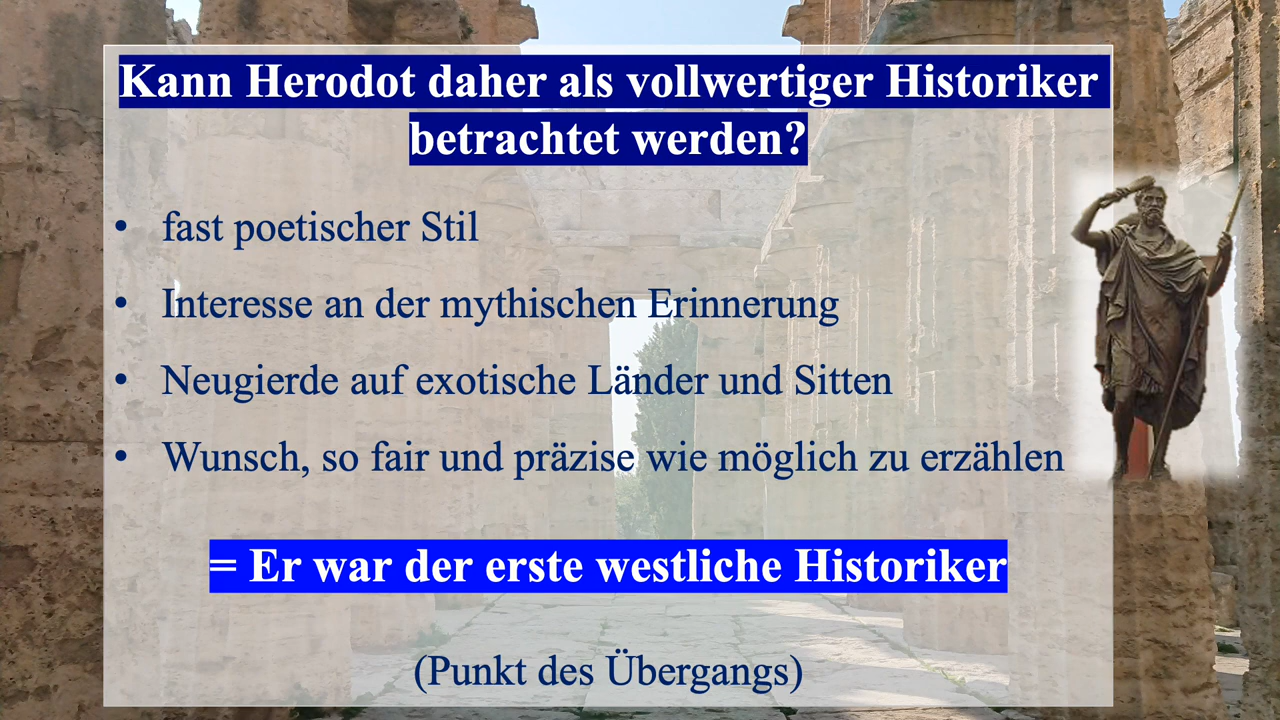 Kann Herodot daher als vollwertiger Historiker
betrachtet werden?
• fast poetischer Stil
• Interesse an der mythischen Erinnerung
• Neugierde auf exotische Länder und Sitten
• Wunsch, so fair und präzise wie möglich zu erzählen
= Er war der erste westliche Historiker
(Punkt des Übergangs)